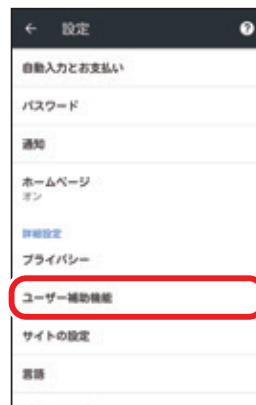 ← 設定 ?
自動入力とお支払い
パスワード
通知
ホームページ
オン
詳細設定
プライバシー
ユーザー補助機能
サイトの設定
言語